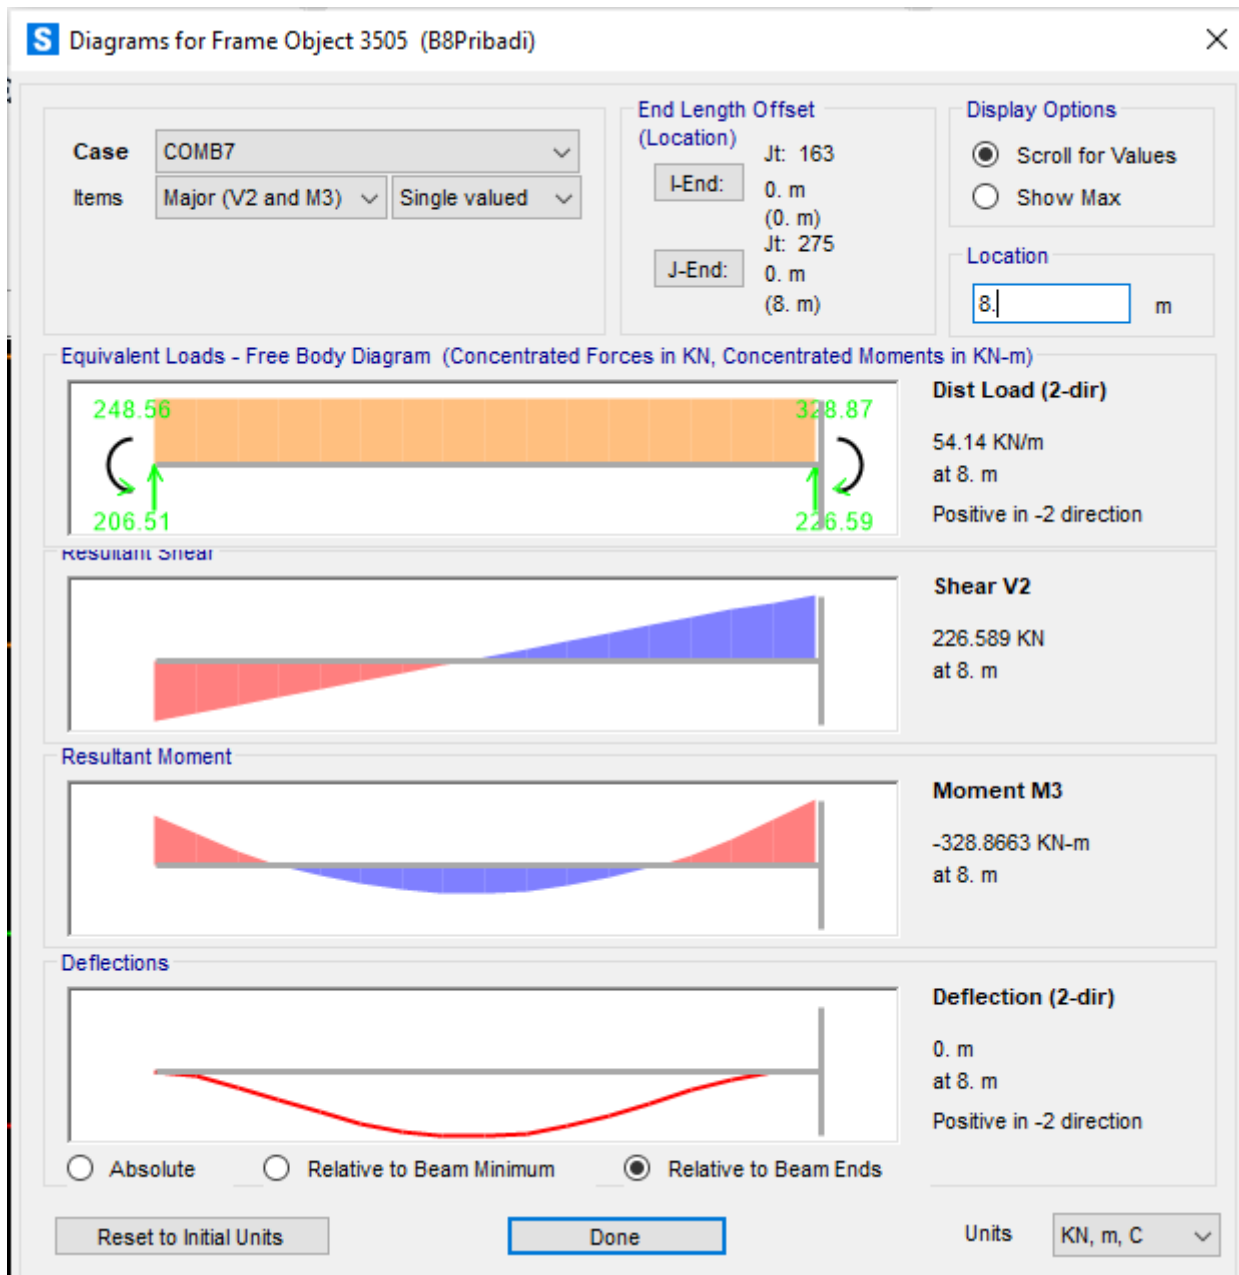 S Diagrams for Frame Object 3505 (B8Pribadi)
Case COMB7
Items Major (V2 and M3) Single valued
End Length Offset
(Location)
I-End:
Jt: 163
0. m
(0. m)
J-End:
Jt: 275
0. m
(8. m)
Display Options
Scroll for Values
Show Max
Location
8. m
Equivalent Loads - Free Body Diagram (Concentrated Forces in KN, Concentrated Moments in KN-m)
248.56 328.87
206.51 226.59
Dist Load (2-dir)
54.14 KN/m
at 8. m
Positive in -2 direction
Resultant Shear
Shear V2
226.589 KN
at 8. m
Resultant Moment
Moment M3
-328.8663 KN-m
at 8. m
Deflections
Deflection (2-dir)
0. m
at 8. m
Positive in -2 direction
Absolute Relative to Beam Minimum Relative to Beam Ends
Reset to Initial Units Done Units KN, m, C